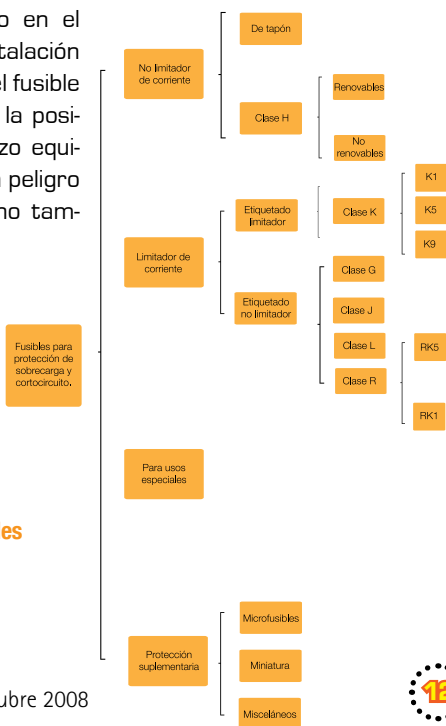 o en el
stalación
el fusible
la posi-
zo equi-
peligro
no tam-
Fusibles para
protección de
sobrecarga y
cortocircuito.
No limitador
de corriente
De tapón
Clase H
Renovables
No
renovables
Limitador de
corriente
Etiquetado
limitador
Clase K
K1
K5
K9
Etiquetado
no limitador
Clase G
Clase J
Clase L
Clase R
RK5
RK1
Para usos
especiales
Protección
suplementaria
Microfusibles
Miniatura
Misceláneos
es
ubre 2008
12